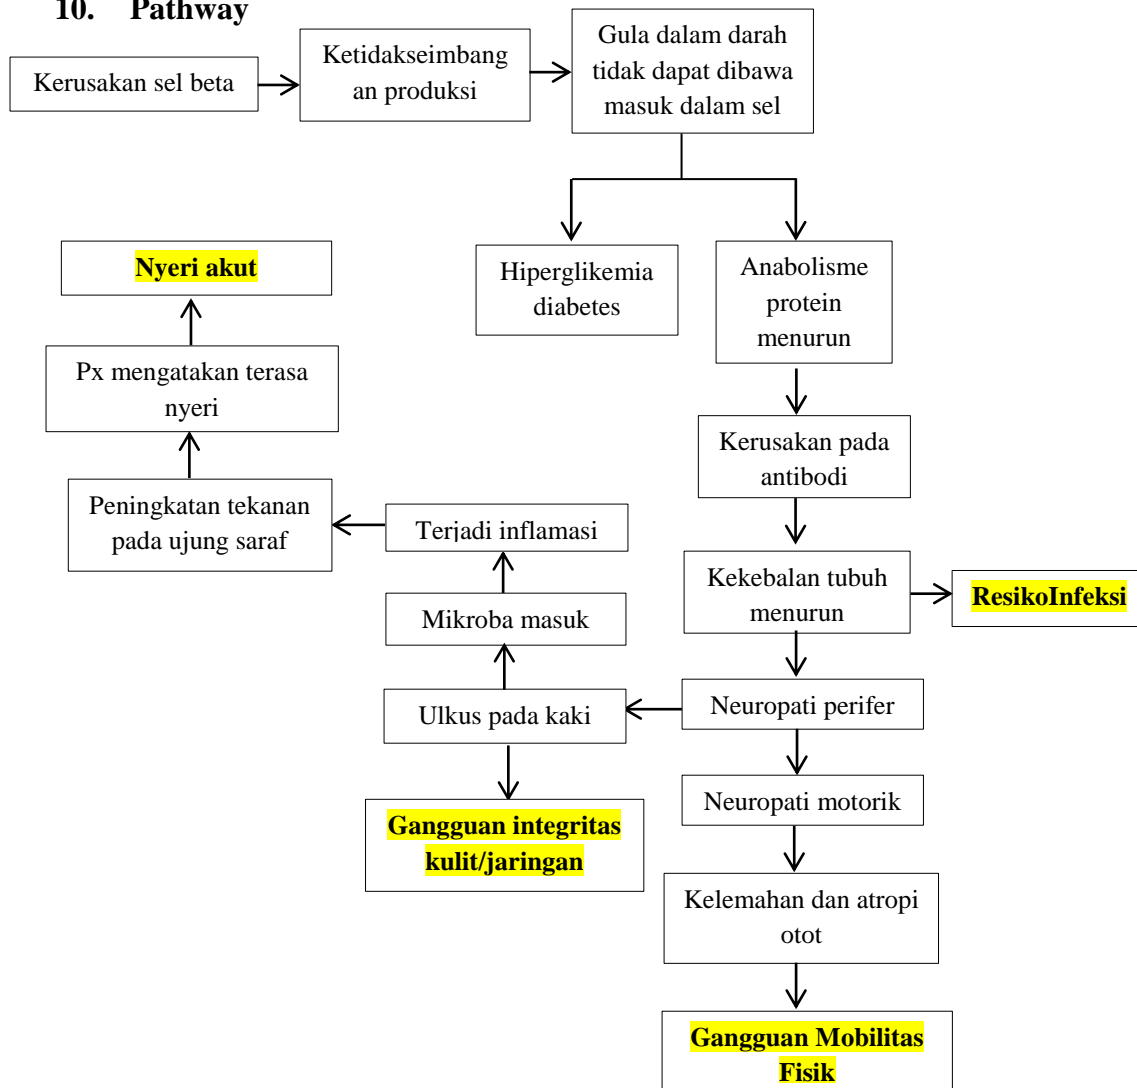 10. Pathway
Kerusakan sel beta
Ketidakseimbang
an produksi
Gula dalam darah
tidak dapat dibawa
masuk dalam sel
Hiperglikemia
diabetes
Anabolisme
protein
menurun
Nyeri akut
Px mengatakan terasa
nyeri
Kerusakan pada
antibodi
Peningkatan tekanan
pada ujung saraf
Terjadi inflamasi
Kekebalan tubuh
menurun
ResikoInfeksi
Mikroba masuk
Ulkus pada kaki
Neuropati perifer
Gangguan integritas
kulit/jaringan
Neuropati motorik
Kelemahan dan atropi
otot
Gangguan Mobilitas
Fisik